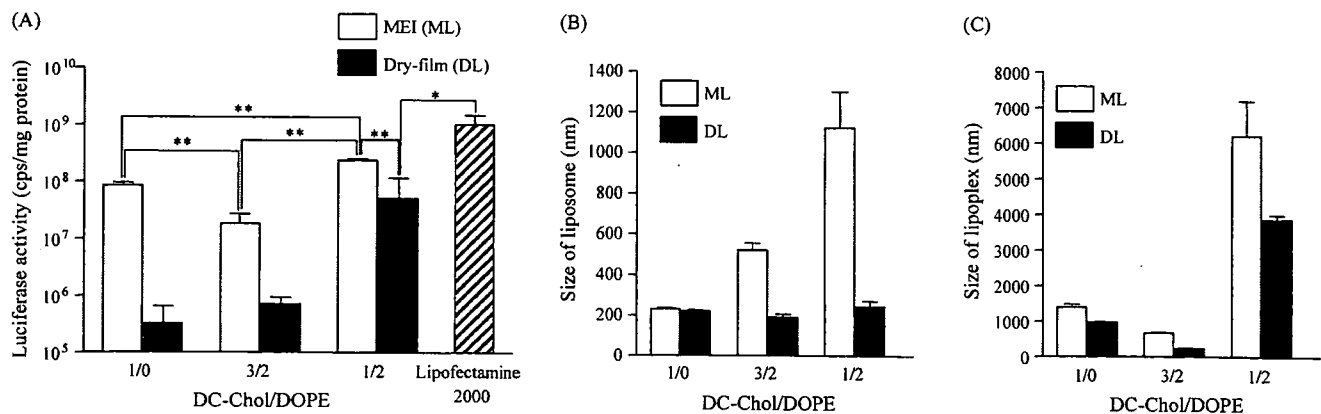 (A)
MEI (ML)
Dry-film (DL)
Luciferase activity (cps/mg protein)
10^10
10^9
10^8
10^7
10^6
10^5
*
**
**
**
**
1/0
3/2
1/2
Lipofectamine
2000
DC-Chol/DOPE
(B)
ML
DL
Size of liposome (nm)
1400
1200
1000
800
600
400
200
0
1/0
3/2
1/2
DC-Chol/DOPE
(C)
ML
DL
Size of lipoplex (nm)
8000
7000
6000
5000
4000
3000
2000
1000
0
1/0
3/2
1/2
DC-Chol/DOPE